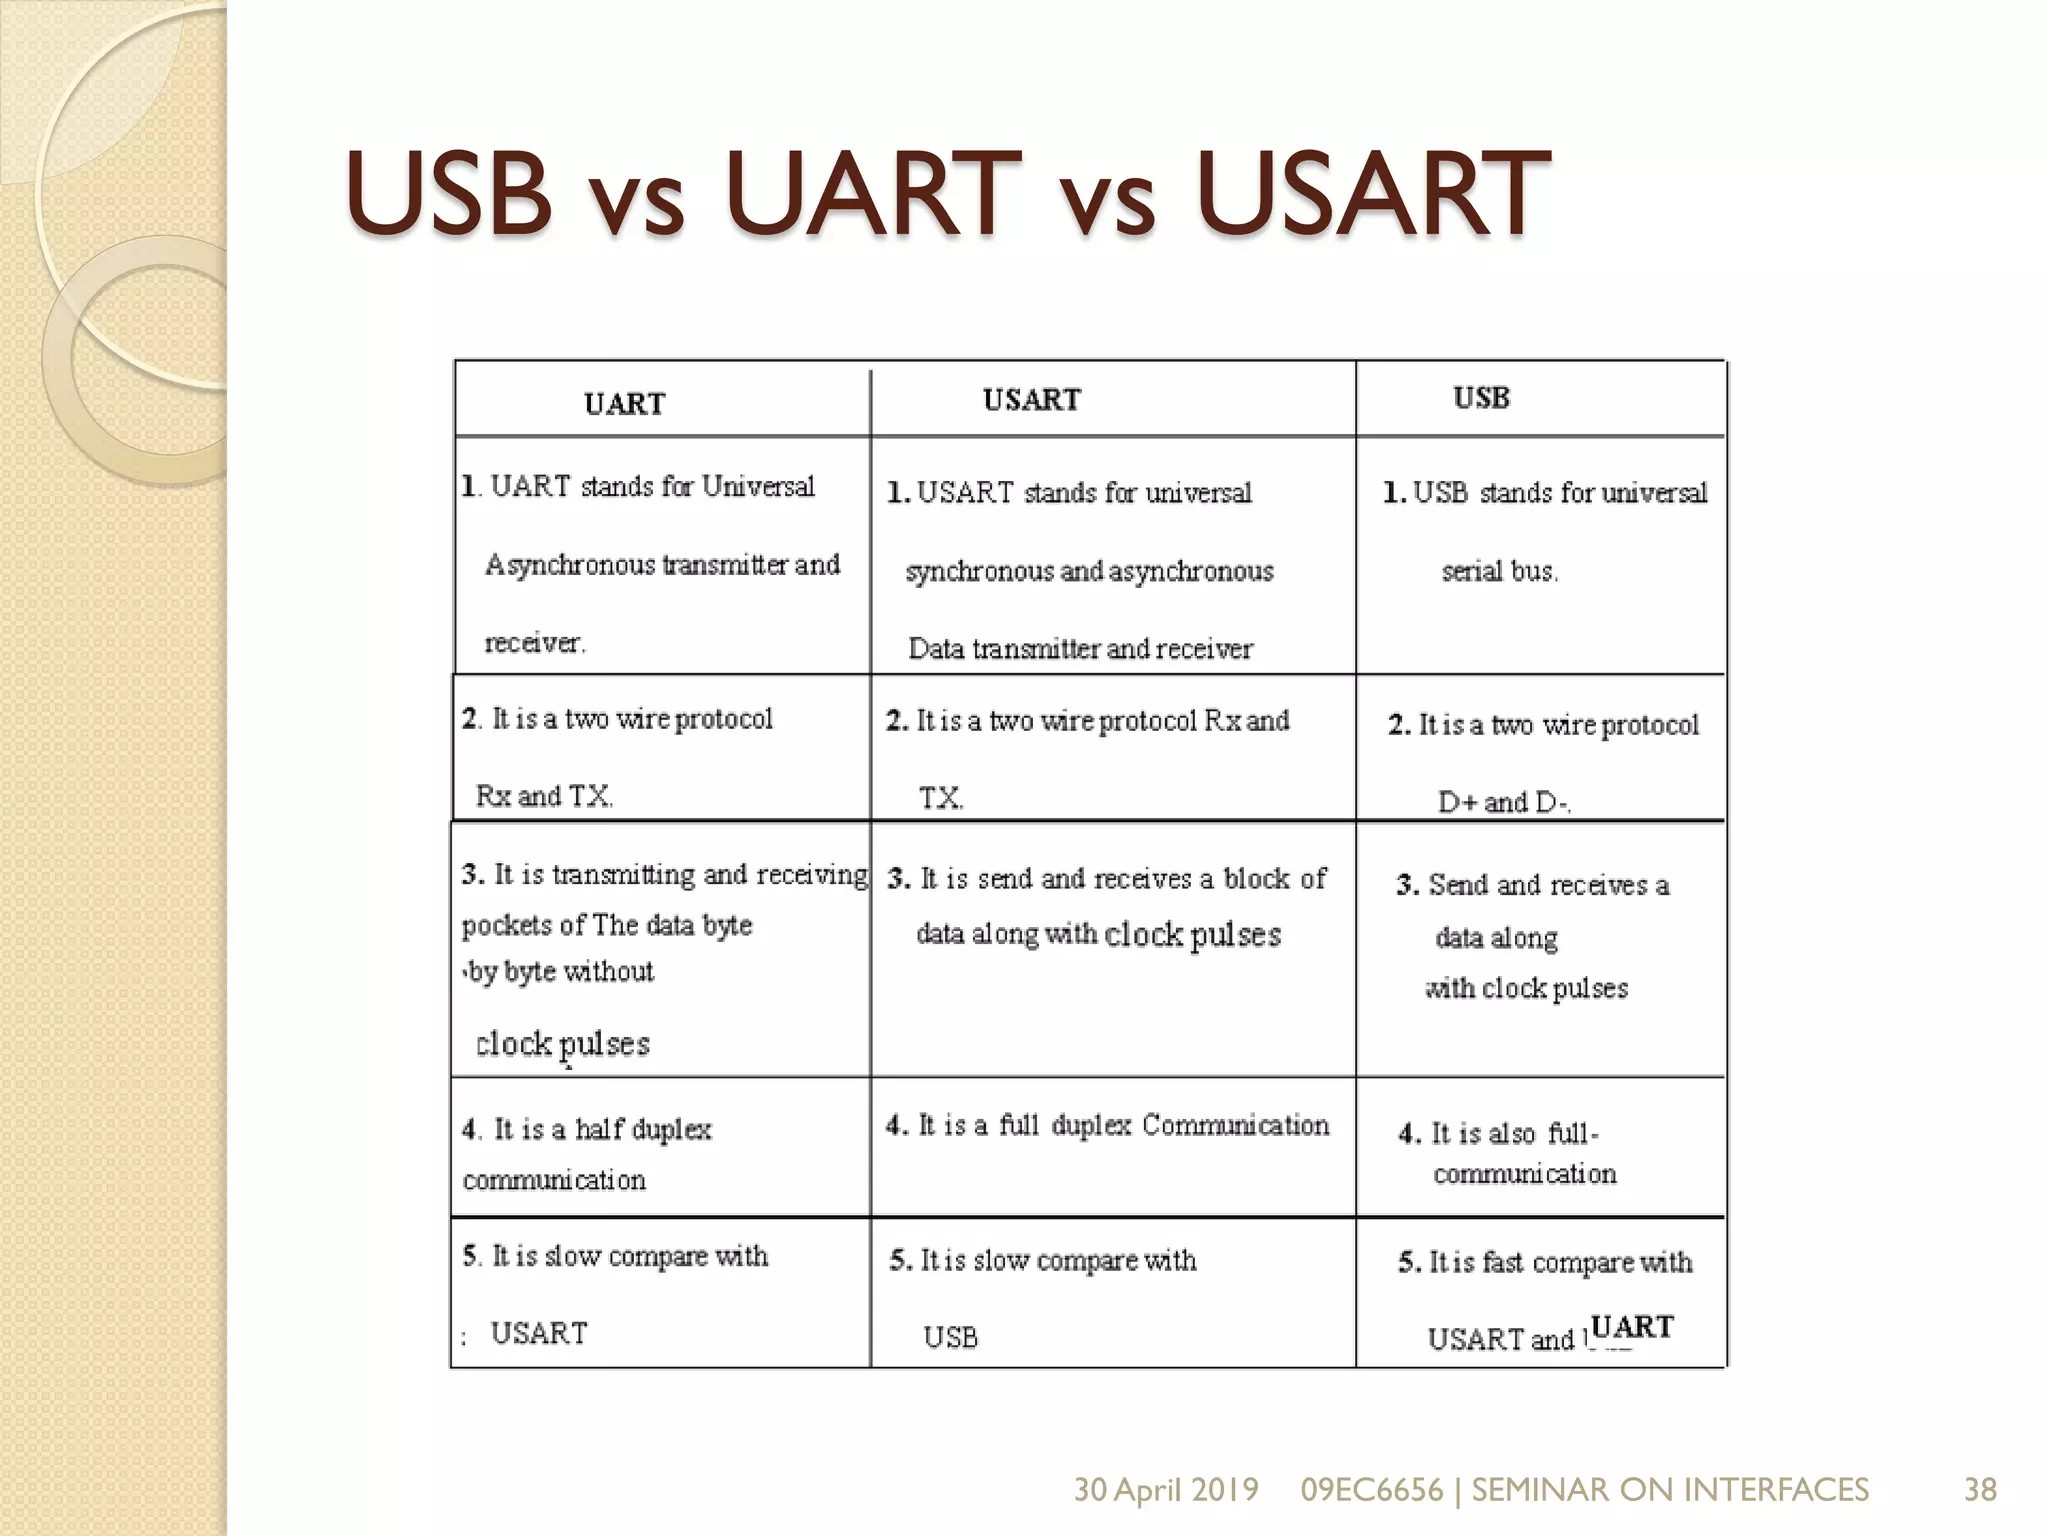 USB vs UART vs USART
UART
USART
USB
1. UART stands for Universal
Asynchronous transmitter and
receiver.
1. USART stands for universal
synchronous and asynchronous
Data transmitter and receiver
1. USB stands for universal
serial bus.
2. It is a two wire protocol
Rx and TX.
2. It is a two wire protocol Rx and
TX.
2. It is a two wire protocol
D+ and D-.
3. It is transmitting and receiving
pockets of The data byte
by byte without
clock pulses
3. It is send and receives a block of
data along with clock pulses
3. Send and receives a
data along
with clock pulses
4. It is a half duplex
communication
4. It is a full duplex Communication
4. It is also full-
communication
5. It is slow compare with
: USART
5. It is slow compare with
USB
5. It is fast compare with
USART and UART
30 April 2019 09EC6656 | SEMINAR ON INTERFACES 38